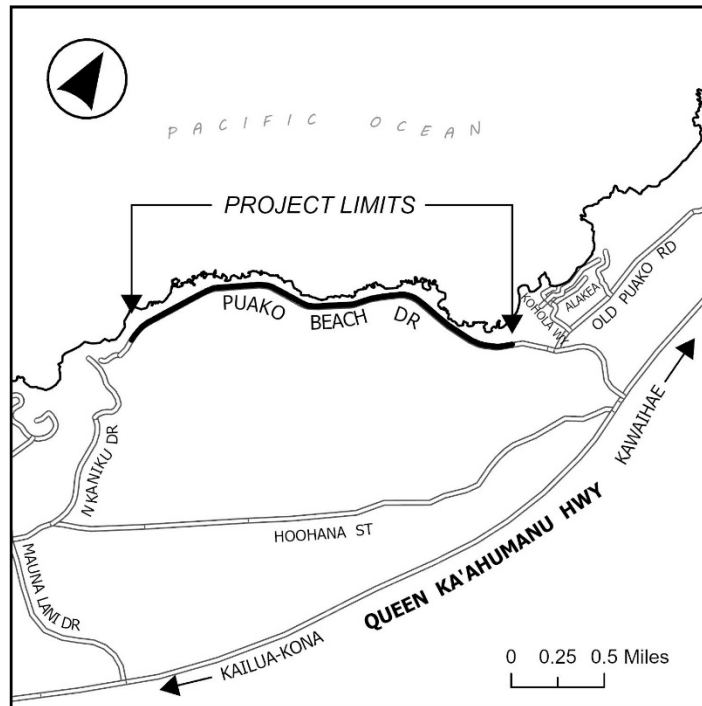 PACIFIC OCEAN
PROJECT LIMITS
PUAKO BEACH DR
KOHOLA WY
ALAKEA
OLD PUAKO RD
N KANIKU DR
KAWAIHAE
HOOHANA ST
MAUNA LANI DR
QUEEN KA'AHUMANU HWY
KAILUA-KONA
0 0.25 0.5 Miles